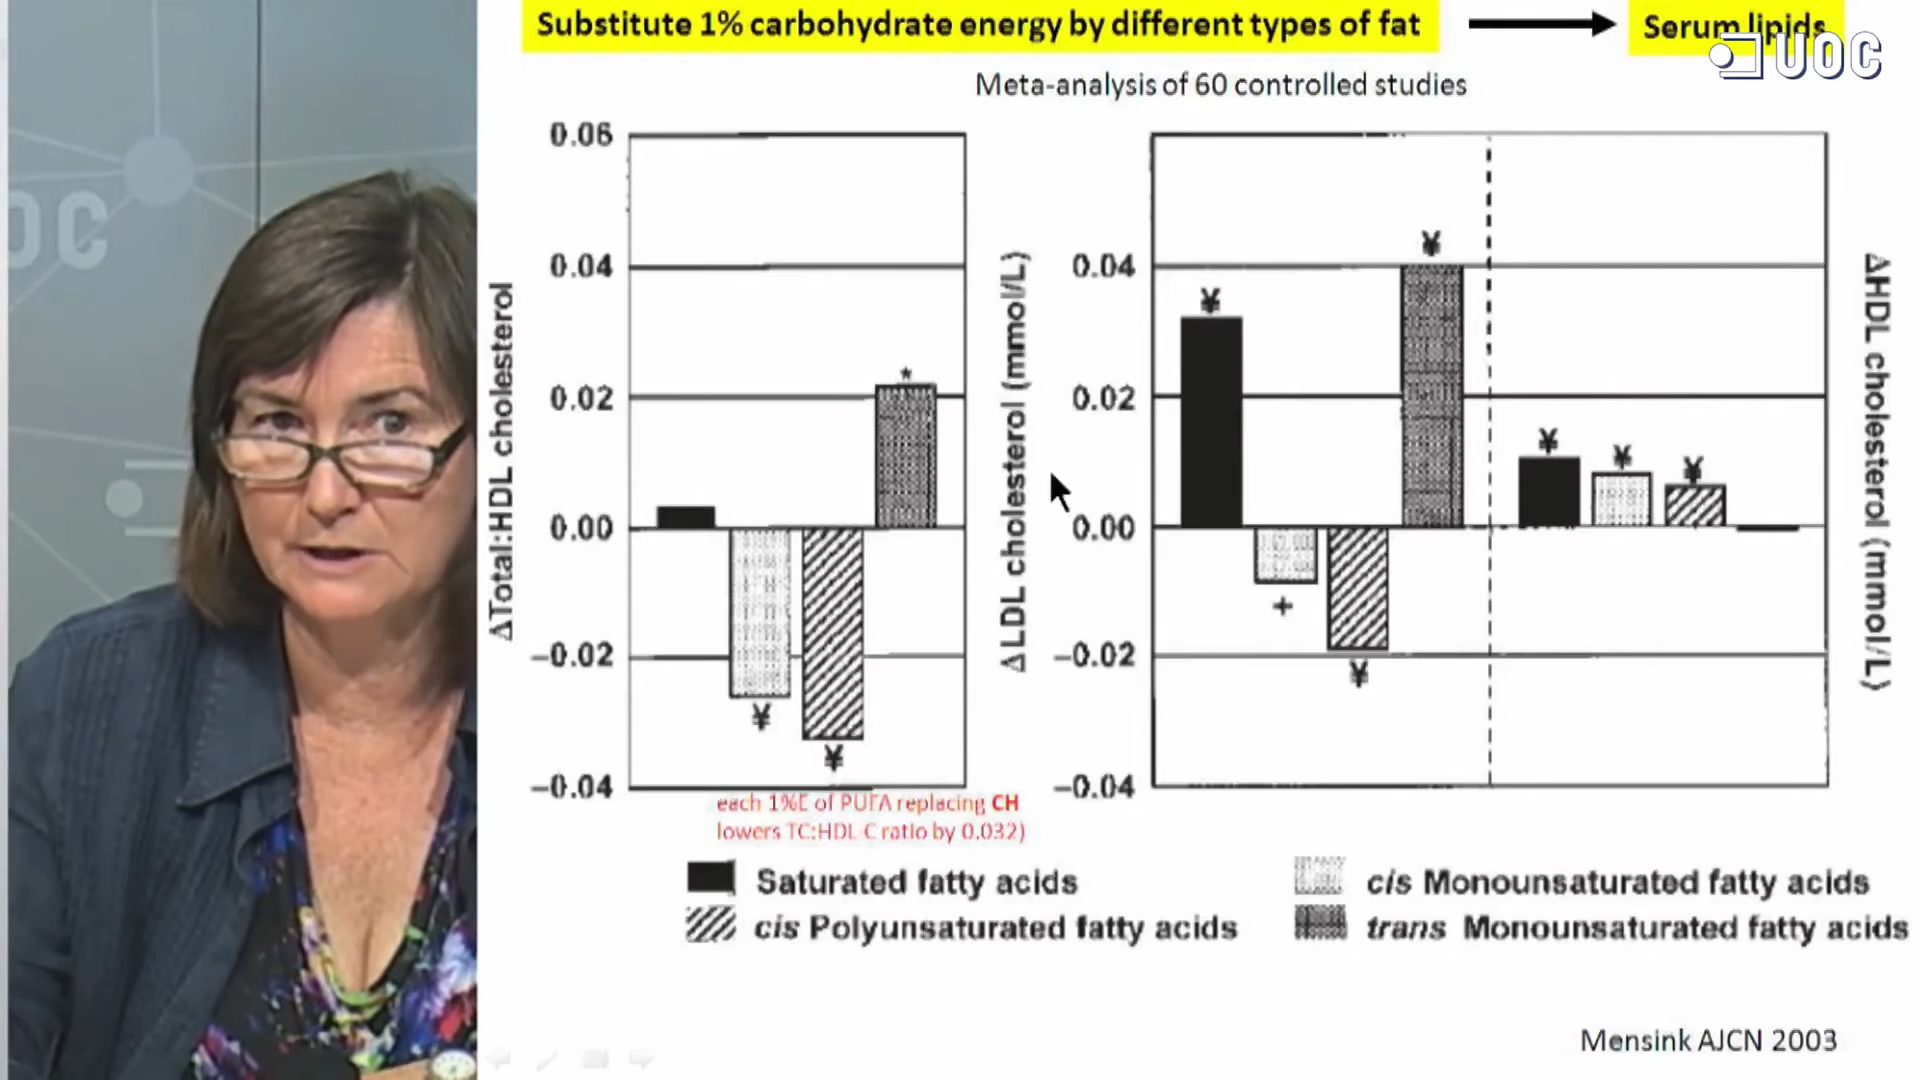 Substitute 1% carbohydrate energy by different types of fat
Serum lipids
UOC
Meta-analysis of 60 controlled studies
OC
ΔTotal:HDL cholesterol
0.06
0.04
0.02
0.00
–0.02
–0.04
*
¥
¥
ΔLDL cholesterol (mmol/L)
0.04
0.02
0.00
–0.02
–0.04
¥
+
¥
¥
¥
¥
¥
ΔHDL cholesterol (mmol/L)
each 1%E of PUFA replacing CH
lowers TC:HDL C ratio by 0.032)
Saturated fatty acids
cis Monounsaturated fatty acids
cis Polyunsaturated fatty acids
trans Monounsaturated fatty acids
Mensink AJCN 2003